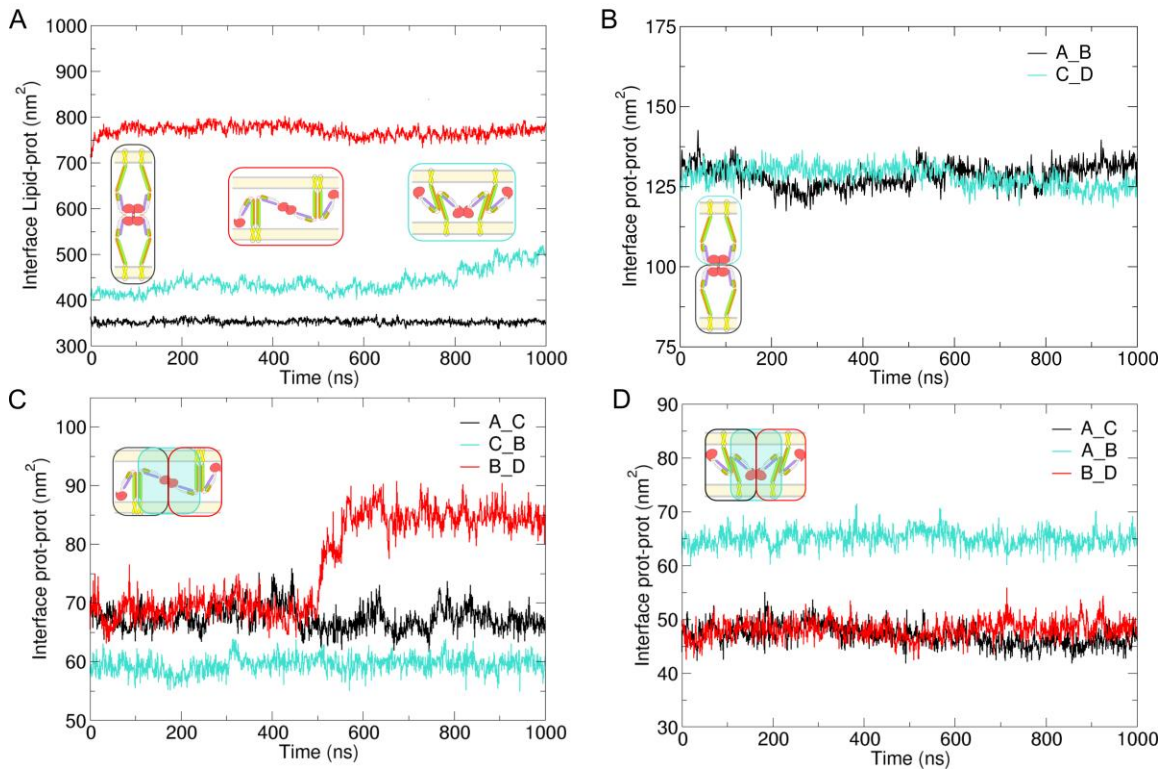 A
Interface Lipid-prot (nm²)
1000
900
800
700
600
500
400
300
0 200 400 600 800 1000
Time (ns)
B
Interface prot-prot (nm²)
175
150
125
100
75
A_B
C_D
0 200 400 600 800 1000
Time (ns)
C
Interface prot-prot (nm²)
100
90
80
70
60
50
A_C
C_B
B_D
0 200 400 600 800 1000
Time (ns)
D
Interface prot-prot (nm²)
90
80
70
60
50
40
30
A_C
A_B
B_D
0 200 400 600 800 1000
Time (ns)